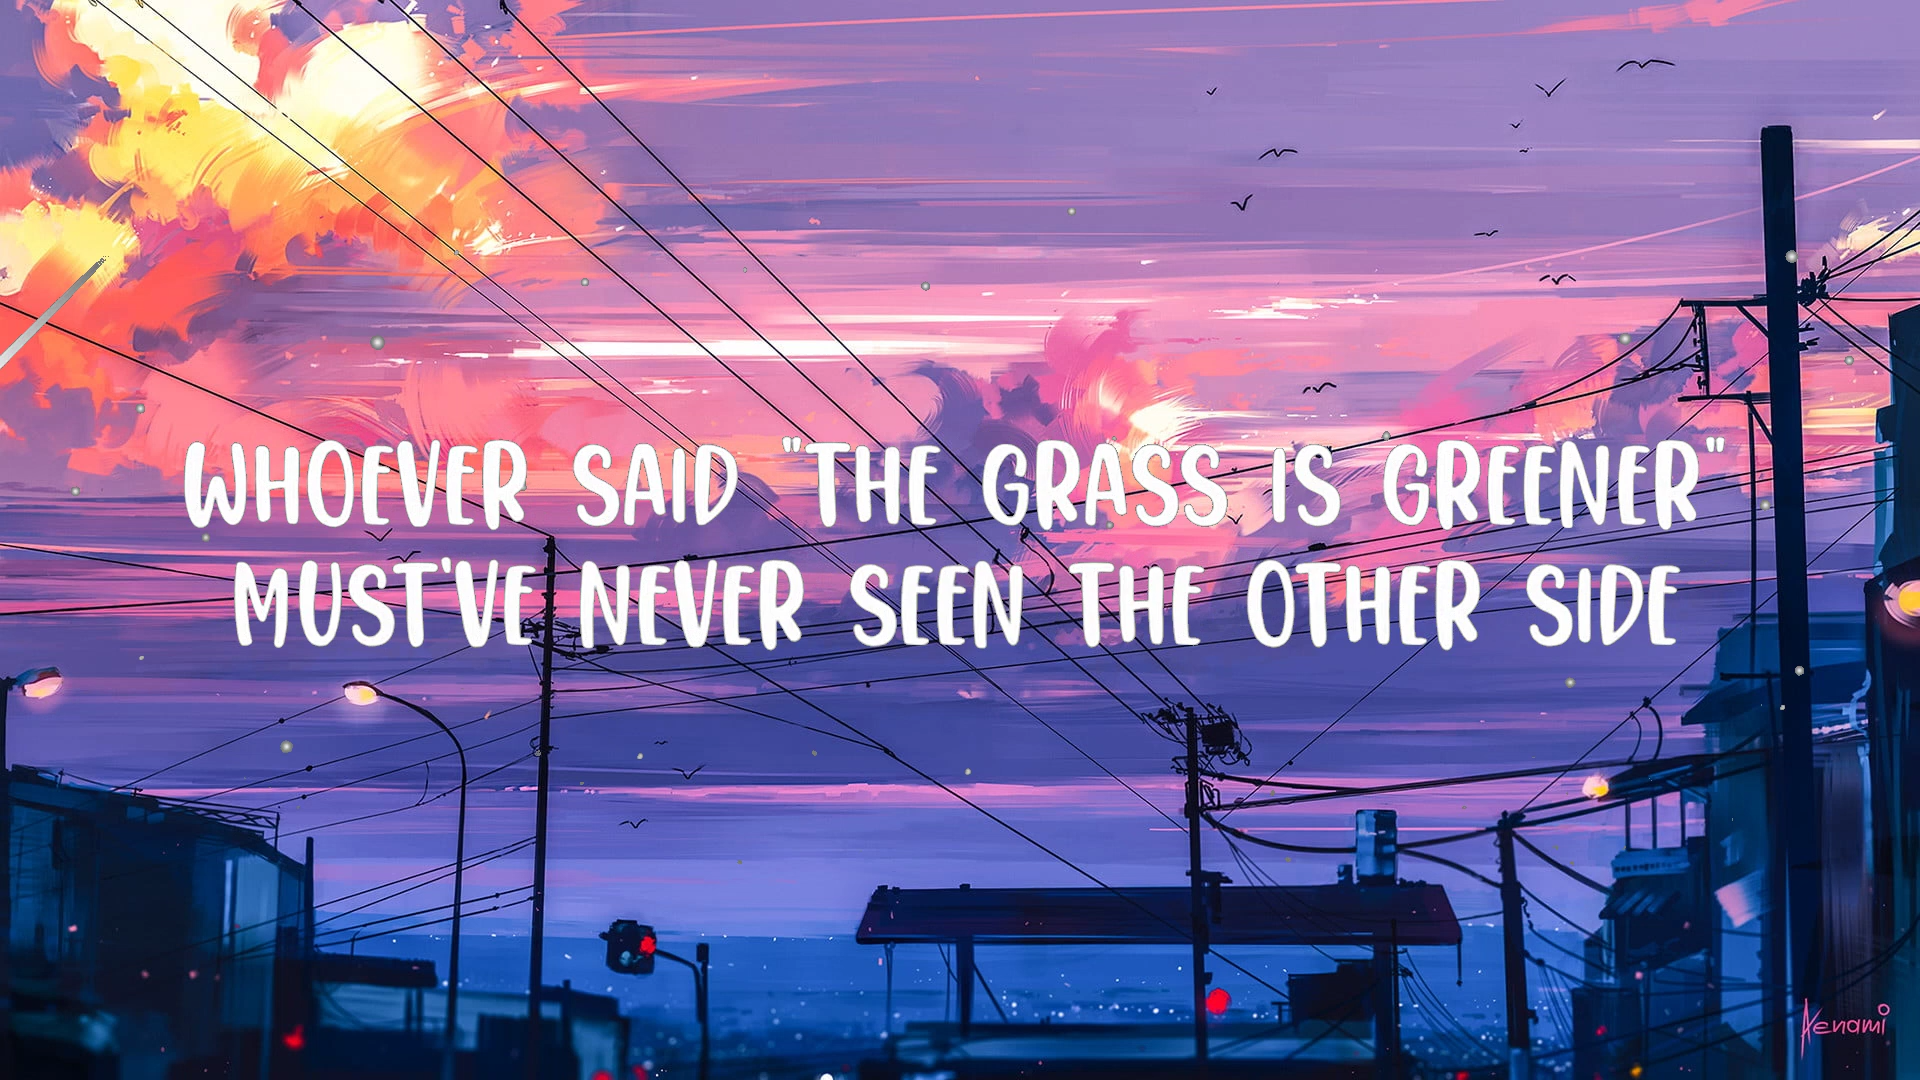 WHOEVER SAID "THE GRASS IS GREENER"
MUST'VE NEVER SEEN THE OTHER SIDE
Aenami